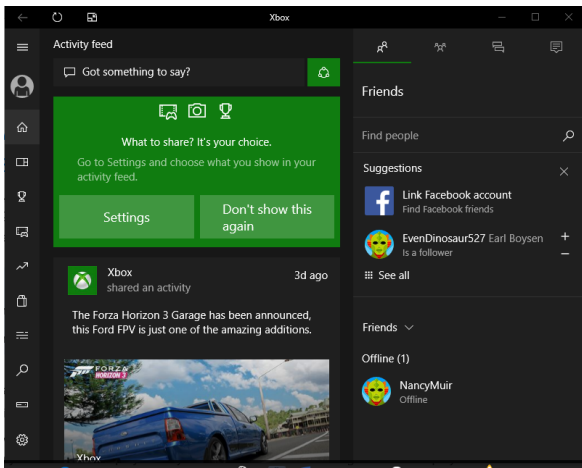 Xbox
Activity feed
Got something to say?
What to share? It's your choice.
Go to Settings and choose what you show in your
activity feed.
Settings
Don't show this
again
Xbox
3d ago
shared an activity
The Forza Horizon 3 Garage has been announced,
this Ford FPV is just one of the amazing additions.
FORZA
HORIZON 3
Xbox
Friends
Find people
Suggestions
Link Facebook account
Find Facebook friends
EvenDinosaur527 Earl Boysen
Is a follower
See all
Friends
Offline (1)
NancyMuir
Offline